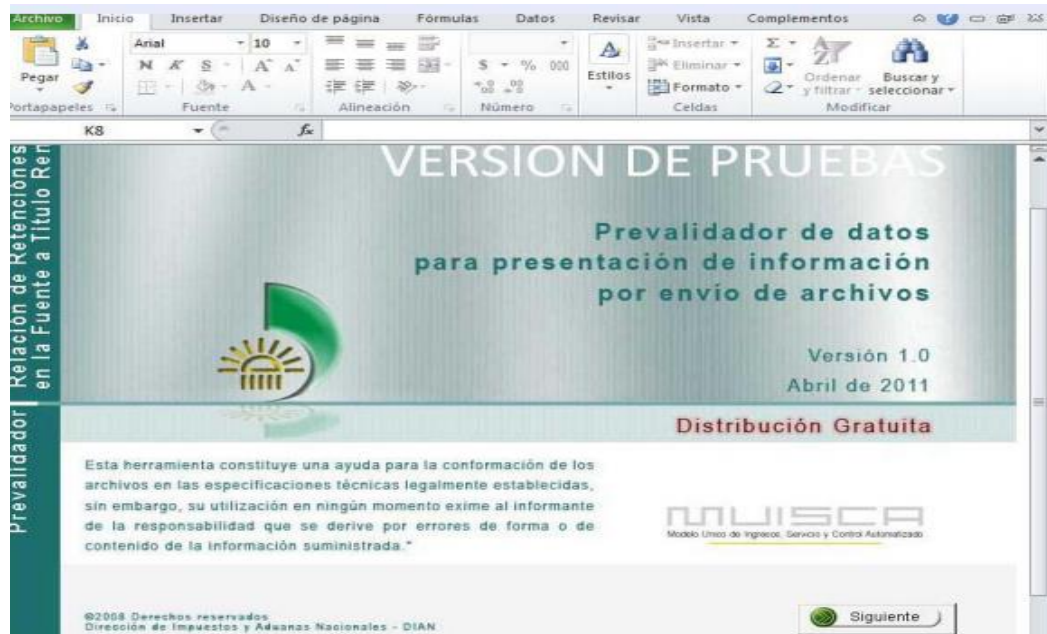 Archivo Inicio Insertar Diseño de página Fórmulas Datos Revisar Vista Complementos
Arial 10 Insertar Σ
N K S A A $ % 000 Eliminar
Pegar Estilos Formato Ordenar y filtrar Buscar y seleccionar
Portapapeles Fuente Alineación Número Celdas Modificar
K8 fx
Relación de Retenciones
en la Fuente a Titulo Ren
Prevalidador
VERSION DE PRUEBAS
Prevalidador de datos
para presentación de información
por envío de archivos
Versión 1.0
Abril de 2011
Distribución Gratuita
Esta herramienta constituye una ayuda para la conformación de los
archivos en las especificaciones técnicas legalmente establecidas,
sin embargo, su utilización en ningún momento exime al informante
de la responsabilidad que se derive por errores de forma o de
contenido de la información suministrada."
MUISCA
Modelo Unico de Ingresos, Servicio y Control Automatizado
©2008 Derechos reservados
Dirección de Impuestos y Aduanas Nacionales - DIAN
Siguiente